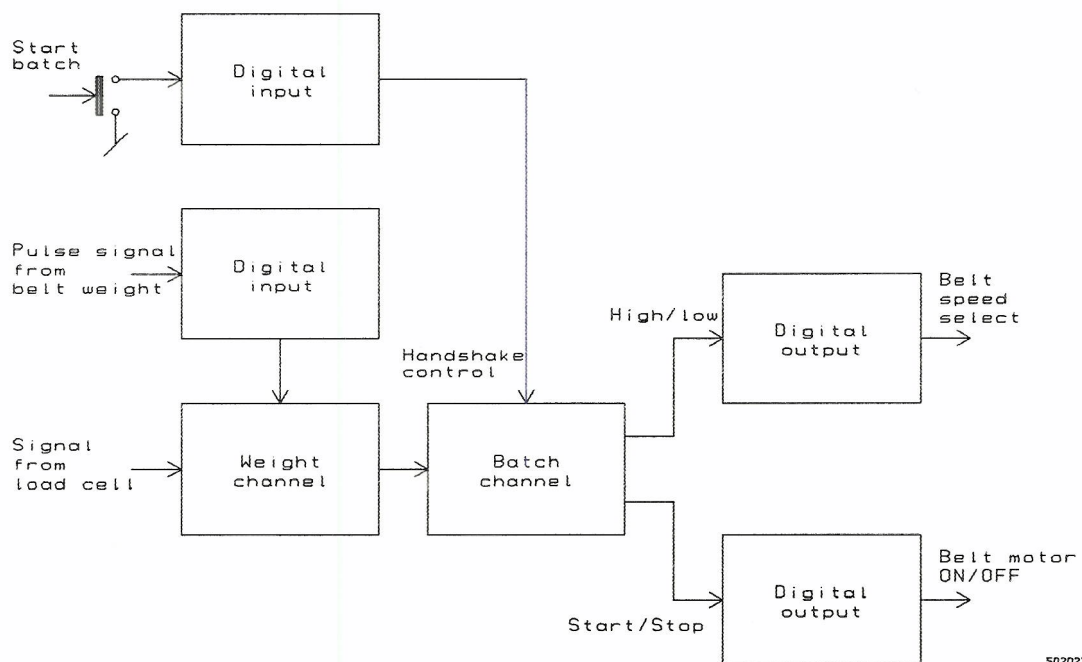 Start
batch
Digital
input
Pulse signal
from
belt weight
Digital
input
Handshake
control
High/low
Digital
output
Belt
speed
select
Signal
from
load cell
Weight
channel
Batch
channel
Start/Stop
Digital
output
Belt motor
ON/OFF